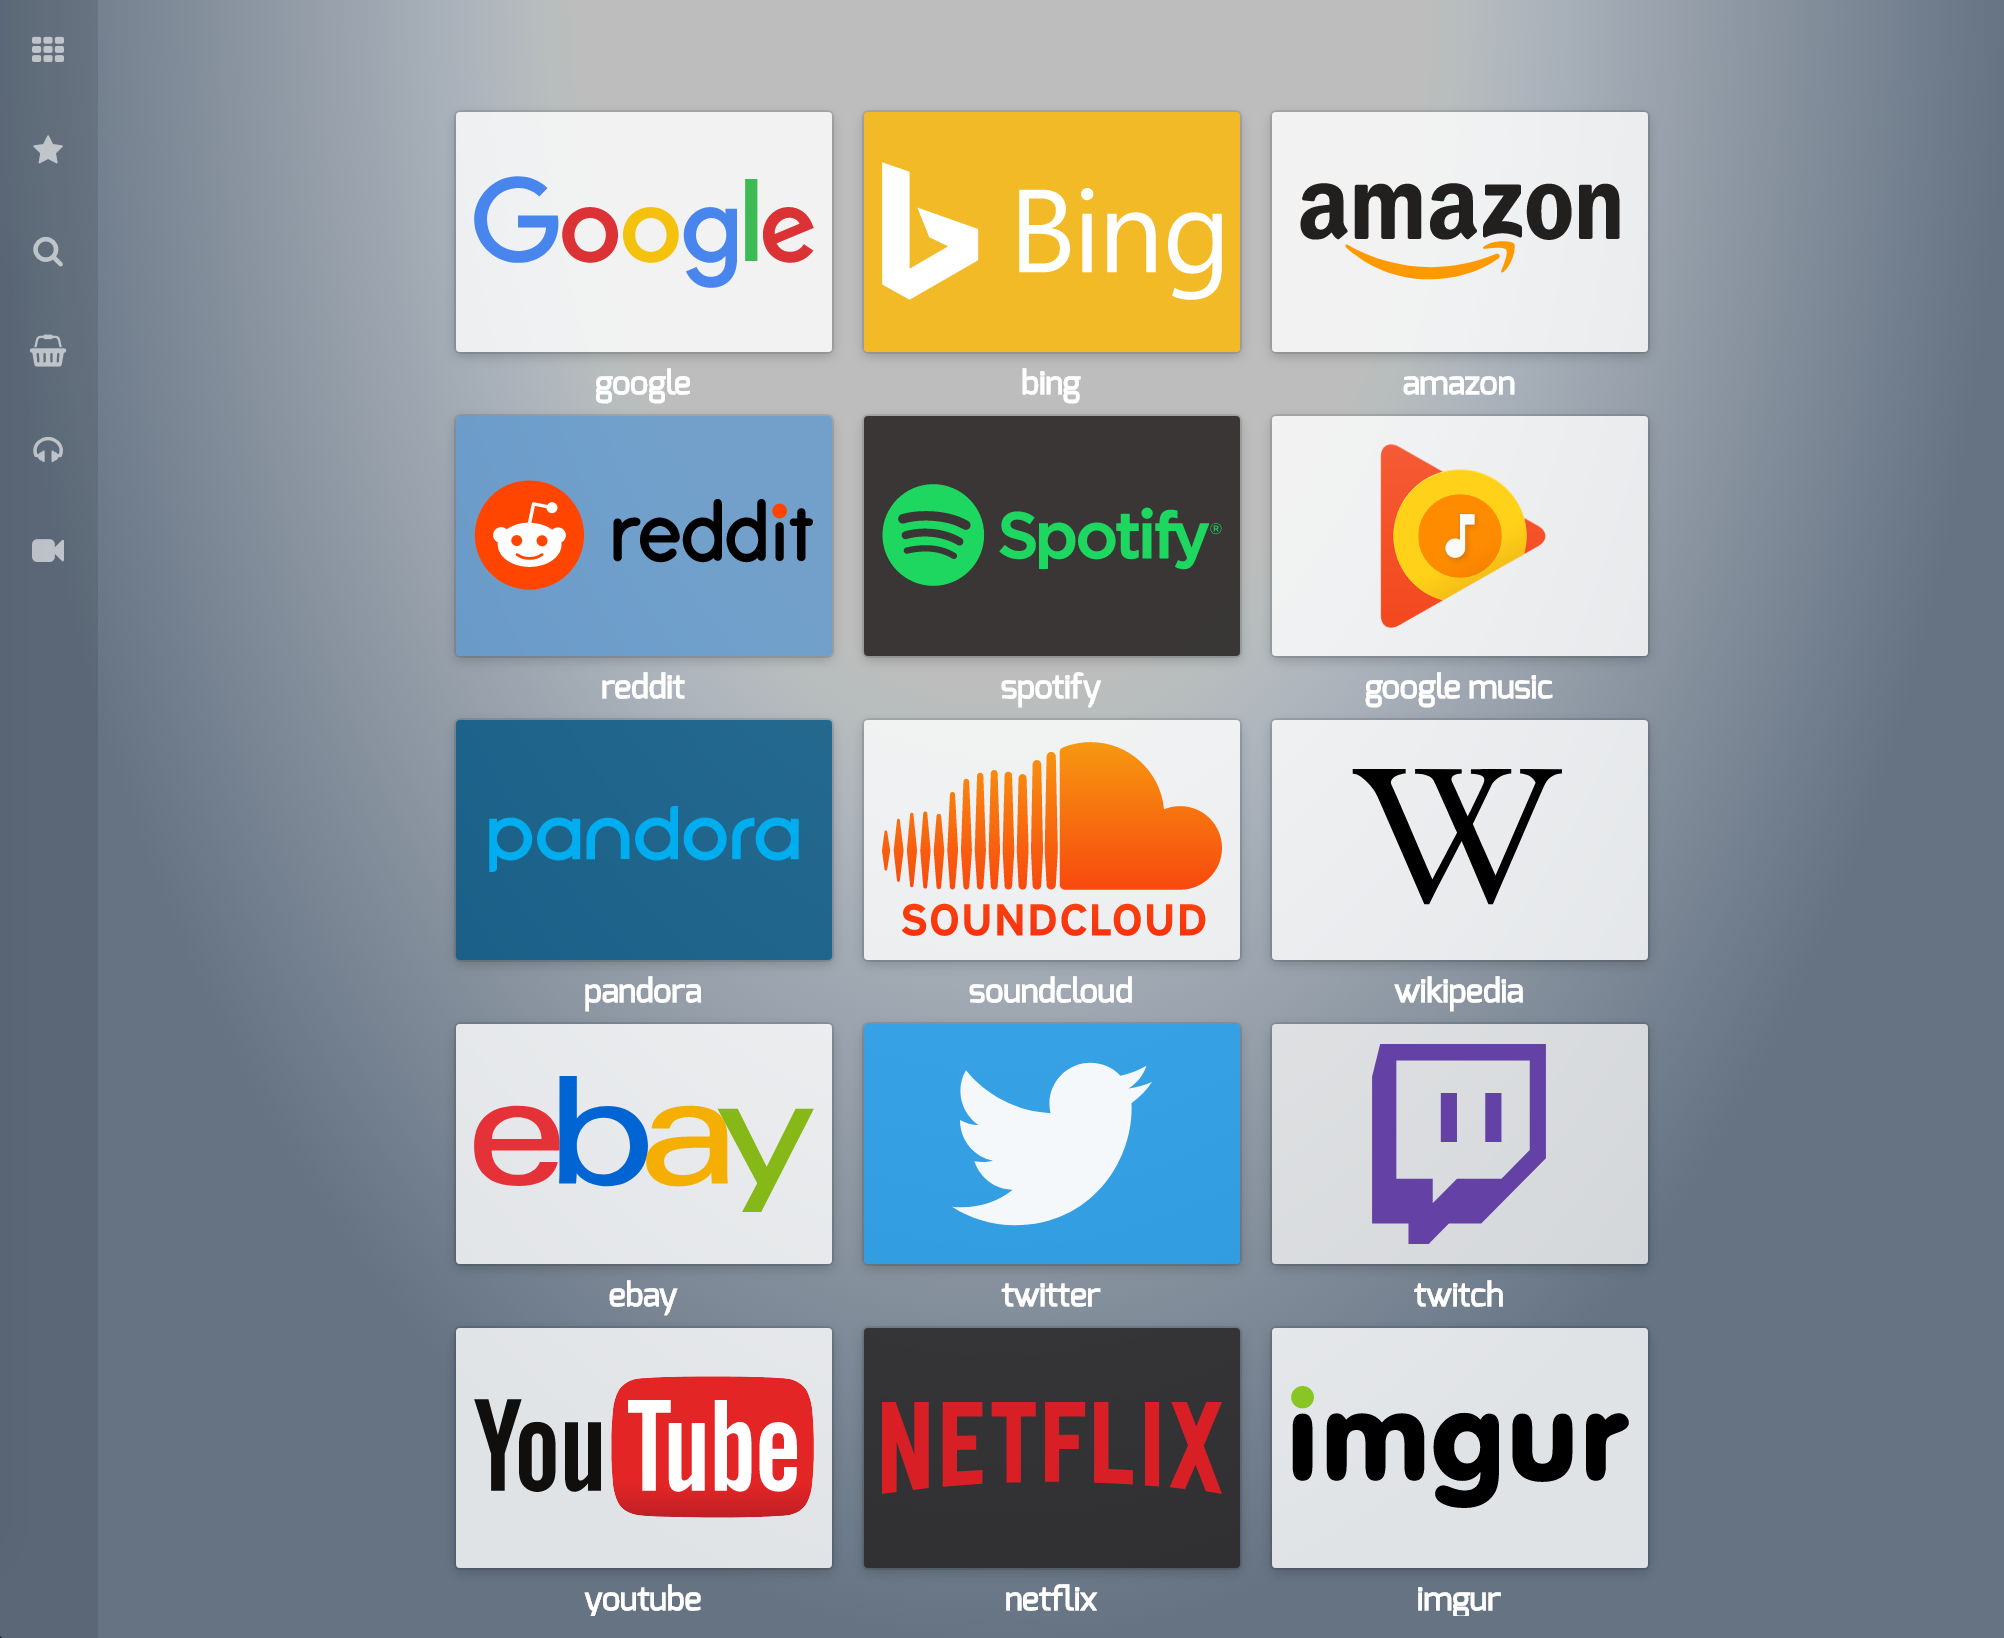 Google
Bing
amazon
google
bing
amazon
reddit
Spotify®
reddit
spotify
google music
pandora
SOUNDCLOUD
W
pandora
soundcloud
wikipedia
ebay
ebay
twitter
twitch
YouTube
NETFLIX
imgur
youtube
netflix
imgur